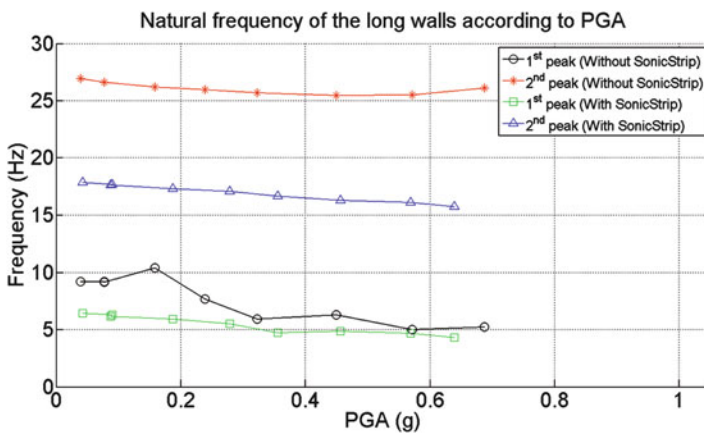 Natural frequency of the long walls according to PGA
30
25
20
15
10
5
0
Frequency (Hz)
0
0.2
0.4
0.6
0.8
1
PGA (g)
1st peak (Without SonicStrip)
2nd peak (Without SonicStrip)
1st peak (With SonicStrip)
2nd peak (With SonicStrip)